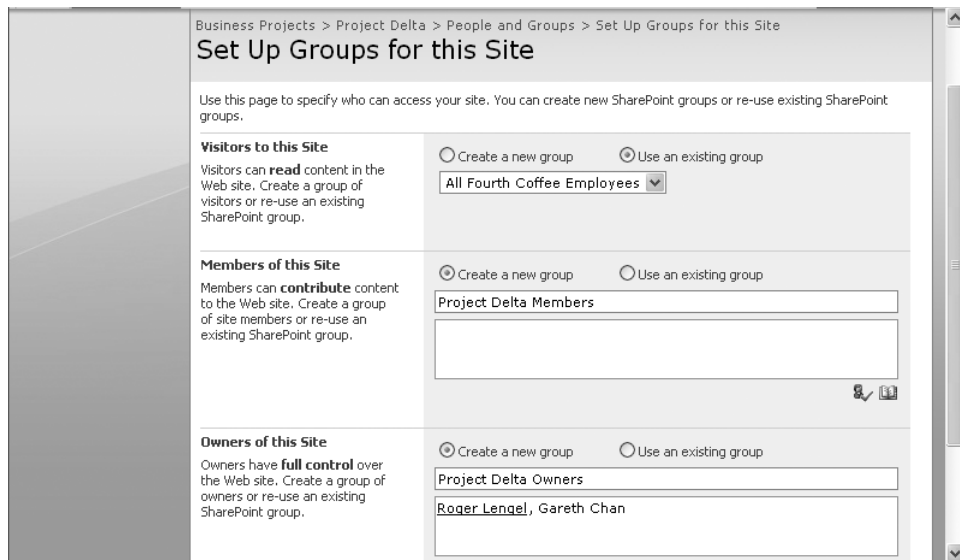 Business Projects > Project Delta > People and Groups > Set Up Groups for this Site
Set Up Groups for this Site
Use this page to specify who can access your site. You can create new SharePoint groups or re-use existing SharePoint
groups.
Visitors to this Site
Visitors can read content in the
Web site. Create a group of
visitors or re-use an existing
SharePoint group.
Create a new group
Use an existing group
All Fourth Coffee Employees
Members of this Site
Members can contribute content
to the Web site. Create a group
of site members or re-use an
existing SharePoint group.
Create a new group
Use an existing group
Project Delta Members
Owners of this Site
Owners have full control over
the Web site. Create a group of
owners or re-use an existing
SharePoint group.
Create a new group
Use an existing group
Project Delta Owners
Roger Lengel, Gareth Chan